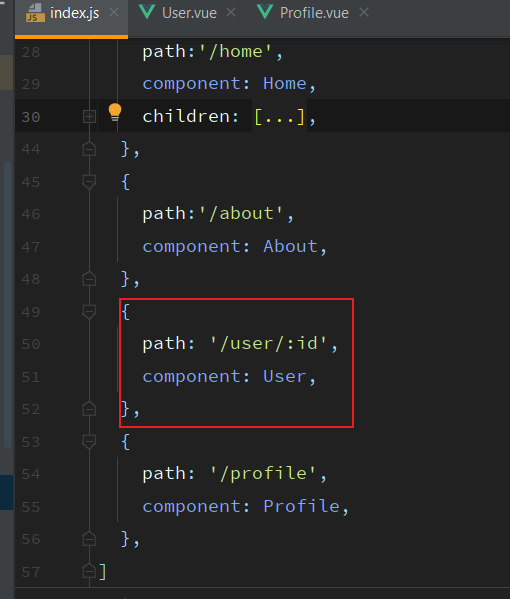 index.js × User.vue × Profile.vue ×
28 path:'/home',
29 component: Home,
30 children: [...],
44 },
45 {
46 path:'/about',
47 component: About,
48 },
49 {
50 path: '/user/:id',
51 component: User,
52 },
53 {
54 path: '/profile',
55 component: Profile,
56 },
57 ]